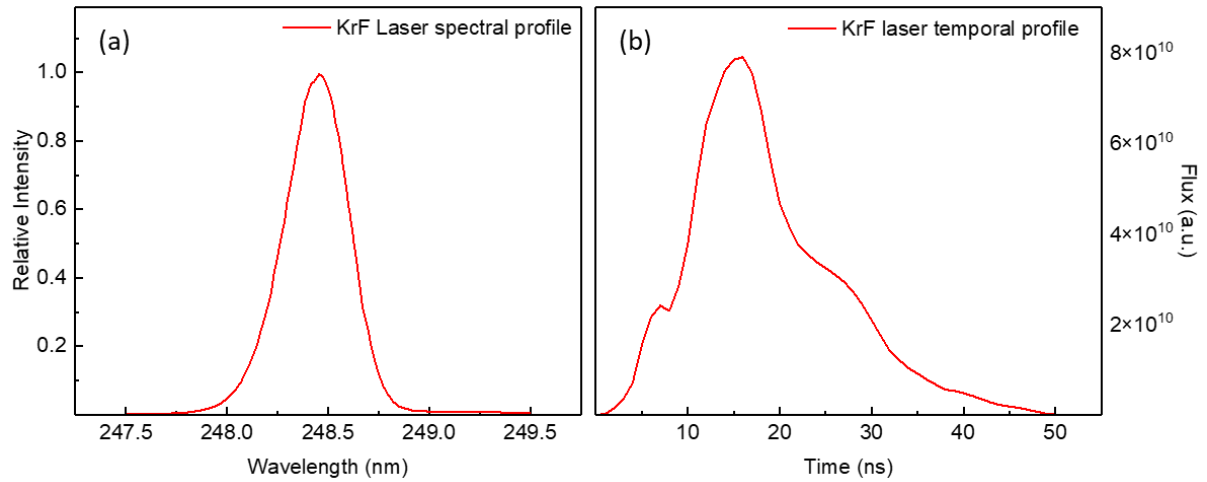 (a)
KrF Laser spectral profile
1.0
0.8
0.6
0.4
0.2
Relative Intensity
247.5 248.0 248.5 249.0 249.5
Wavelength (nm)
(b)
KrF laser temporal profile
8×10¹⁰
6×10¹⁰
4×10¹⁰
2×10¹⁰
Flux (a.u.)
10 20 30 40 50
Time (ns)